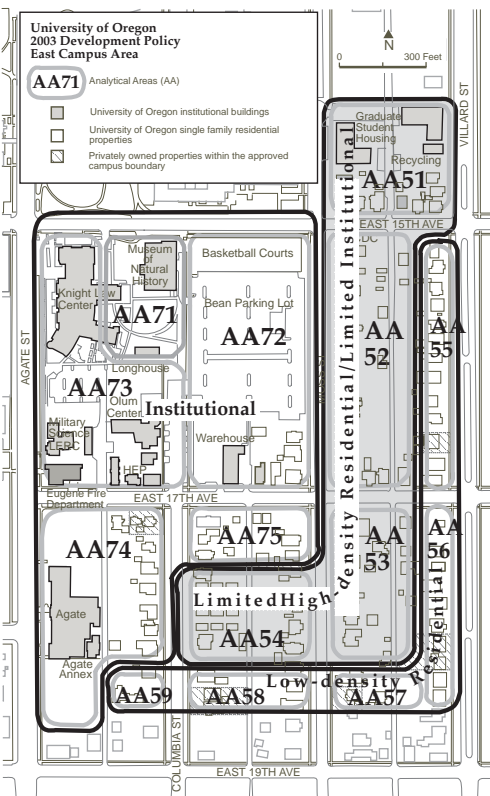 University of Oregon
2003 Development Policy
East Campus Area
AA71
Analytical Areas (AA)
University of Oregon institutional buildings
University of Oregon single family residential
properties
Privately owned properties within the approved
campus boundary
N
0 300 Feet
VILLARD ST
Graduate
Student
Housing
Recycling
AA51
EAST 15TH AVE
Museum
of
Natural
History
Basketball Courts
Knight Law
Center
AA71
Bean Parking Lot
AA72
AA
52
AA
55
AGATE ST
Longhouse
AA73
Olum
Center
Institutional
Military
Science
Warehouse
HEP
Eugene Fire
Department
EAST 17TH AVE
AA74
AA75
AA
53
AA
56
Limited High-density Residential/Limited Institutional
AA54
Agate
Agate
Annex
Low-density Residential
AA59
AA58
AA57
COLUMBIA ST
EAST 19TH AVE